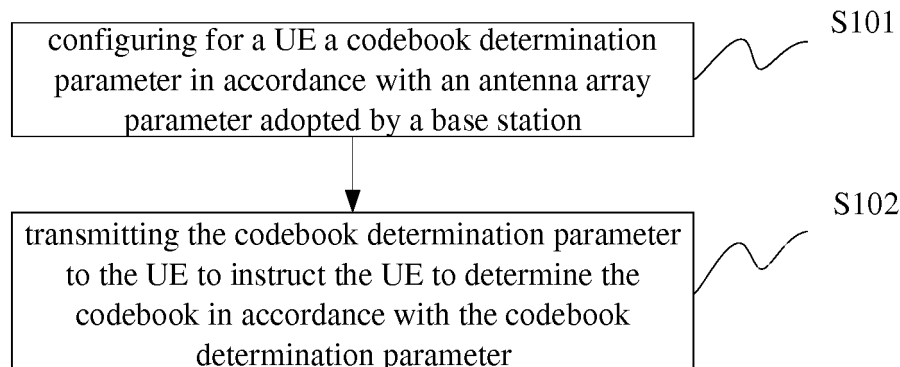 S101
configuring for a UE a codebook determination
parameter in accordance with an antenna array
parameter adopted by a base station
S102
transmitting the codebook determination parameter
to the UE to instruct the UE to determine the
codebook in accordance with the codebook
determination parameter